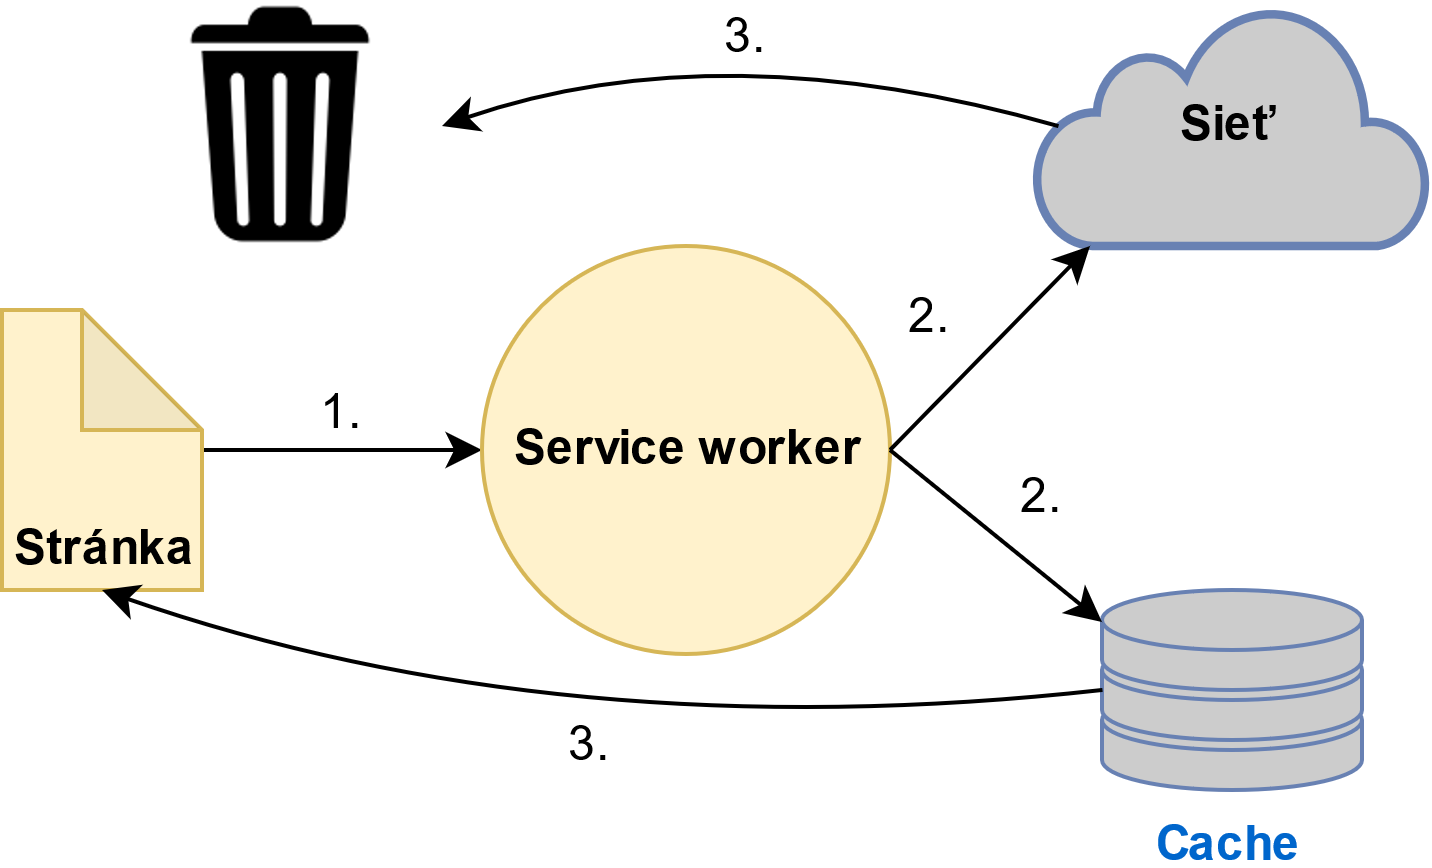 3.
Sieť
2.
1.
Service worker
2.
Stránka
3.
Cache